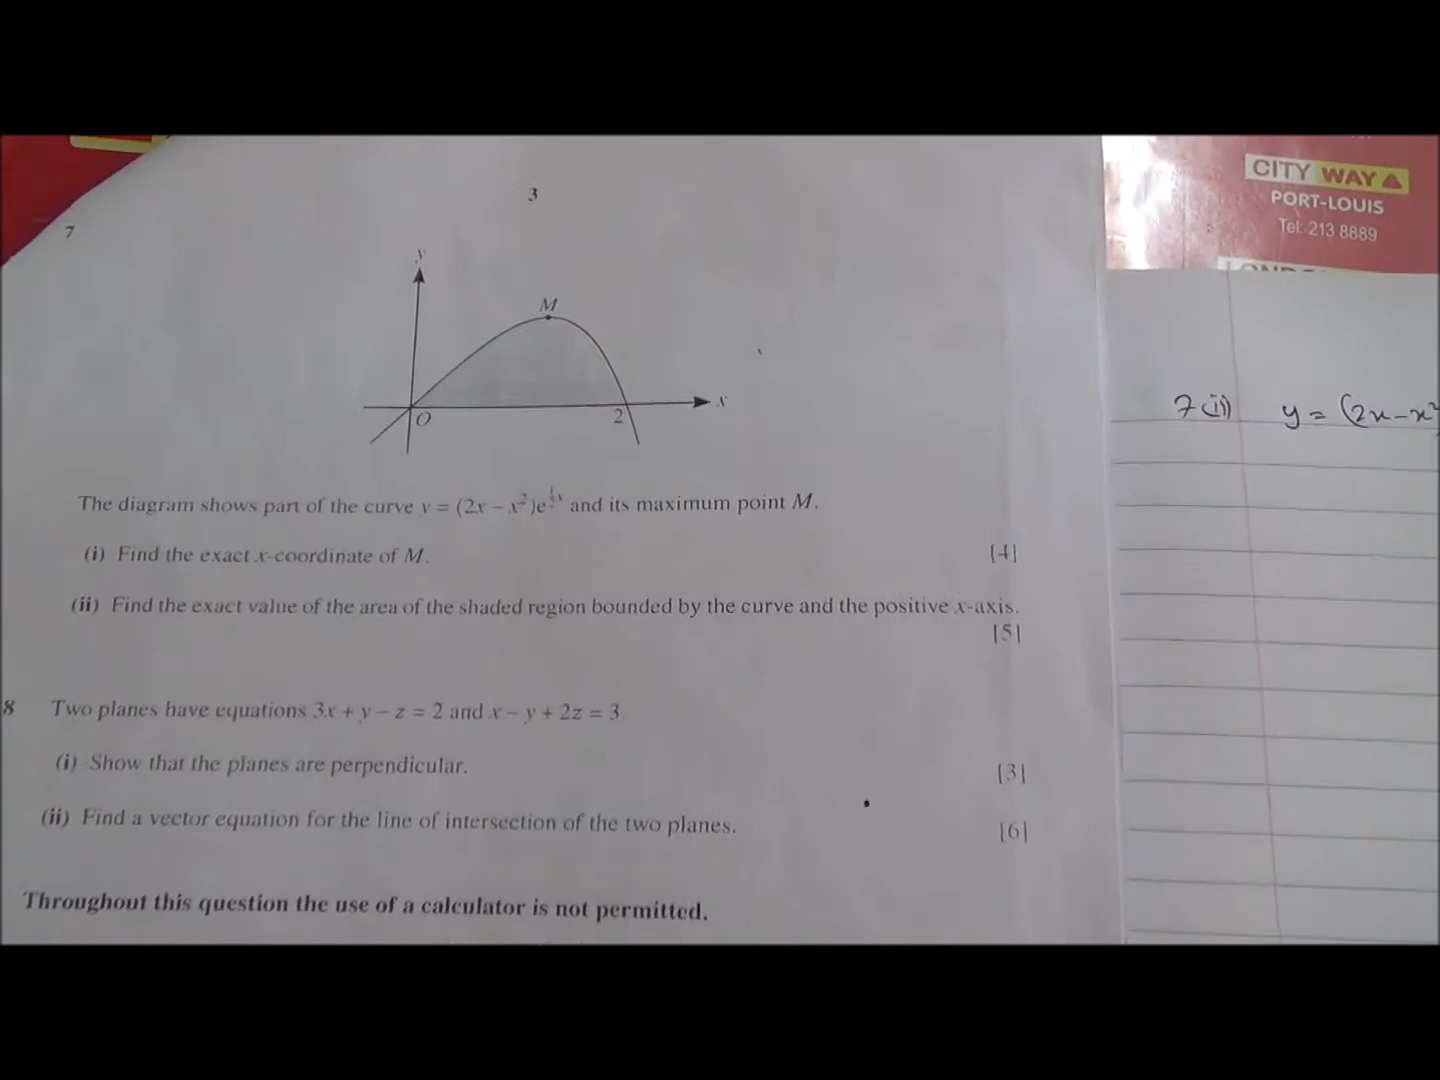 3
7
y
M
O
2
x
The diagram shows part of the curve y = (2x − x²)e^{½x} and its maximum point M.
(i) Find the exact x-coordinate of M. [4]
(ii) Find the exact value of the area of the shaded region bounded by the curve and the positive x-axis.
[5]
8 Two planes have equations 3x + y − z = 2 and x − y + 2z = 3.
(i) Show that the planes are perpendicular. [3]
(ii) Find a vector equation for the line of intersection of the two planes. [6]
Throughout this question the use of a calculator is not permitted.
CITY WAY
PORT-LOUIS
Tel: 213 8889
7(ii) y = (2x − x²